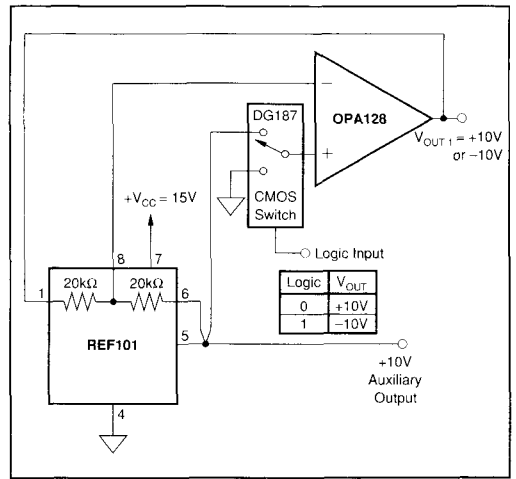 DG187
−
OPA128
+
V_OUT 1 = +10V
or −10V
CMOS
Switch
+V_CC = 15V
Logic Input
8
7
20kΩ
20kΩ
1
6
Logic
V_OUT
0
+10V
1
−10V
REF101
5
+10V
Auxiliary
Output
4